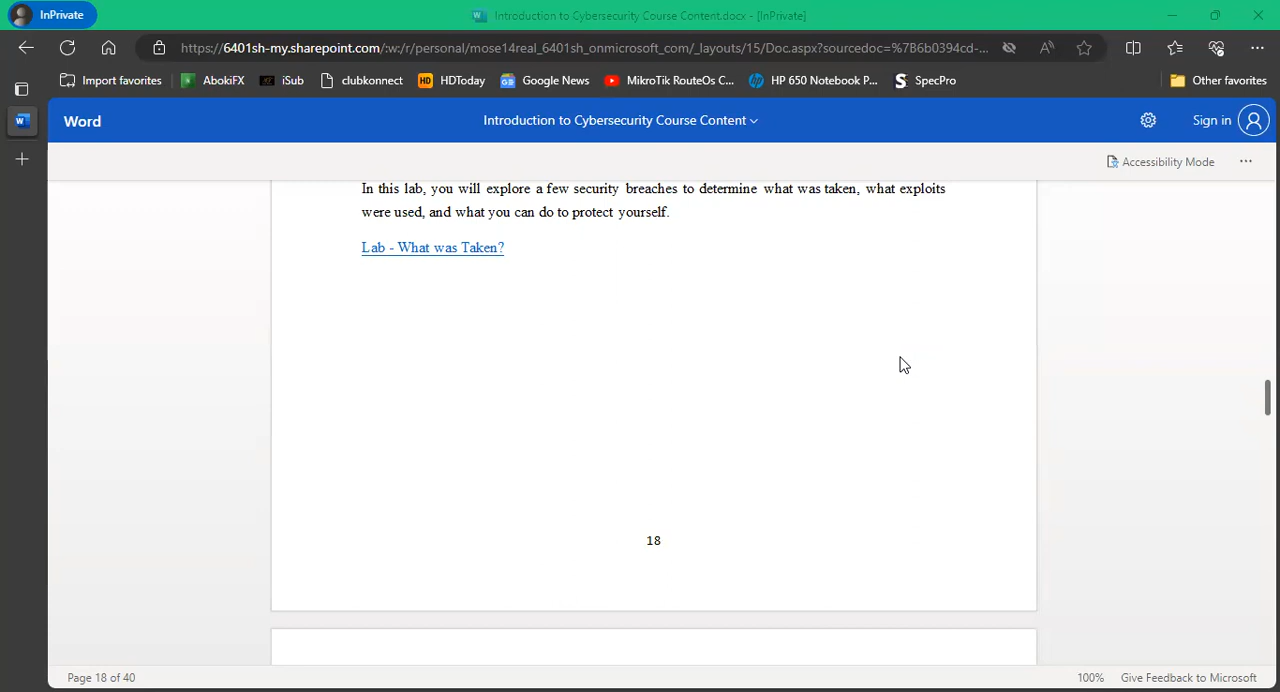 InPrivate
Introduction to Cybersecurity Course Content.docx - [InPrivate]
https://6401sh-my.sharepoint.com/:w:/r/personal/mose14real_6401sh_onmicrosoft_com/_layouts/15/Doc.aspx?sourcedoc=%7B6b0394cd-...
Import favorites AbokiFX iSub clubkonnect HD HDToday Google News MikroTik RouteOs C... HP 650 Notebook P... S SpecPro Other favorites
Word Introduction to Cybersecurity Course Content Sign in
Accessibility Mode ...
In this lab, you will explore a few security breaches to determine what was taken, what exploits
were used, and what you can do to protect yourself.
Lab - What was Taken?
18
Page 18 of 40 100% Give Feedback to Microsoft